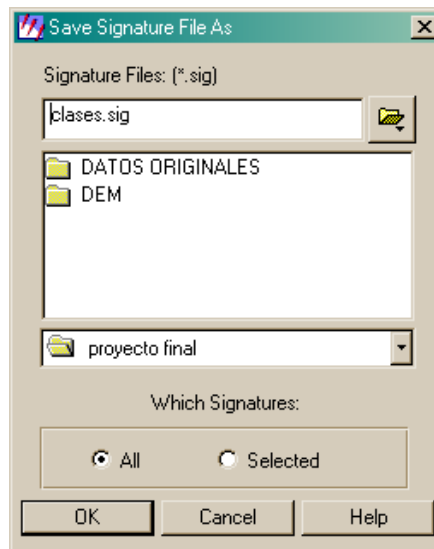 Save Signature File As
Signature Files: (*.sig)
clases.sig
DATOS ORIGINALES
DEM
proyecto final
Which Signatures:
All Selected
OK Cancel Help